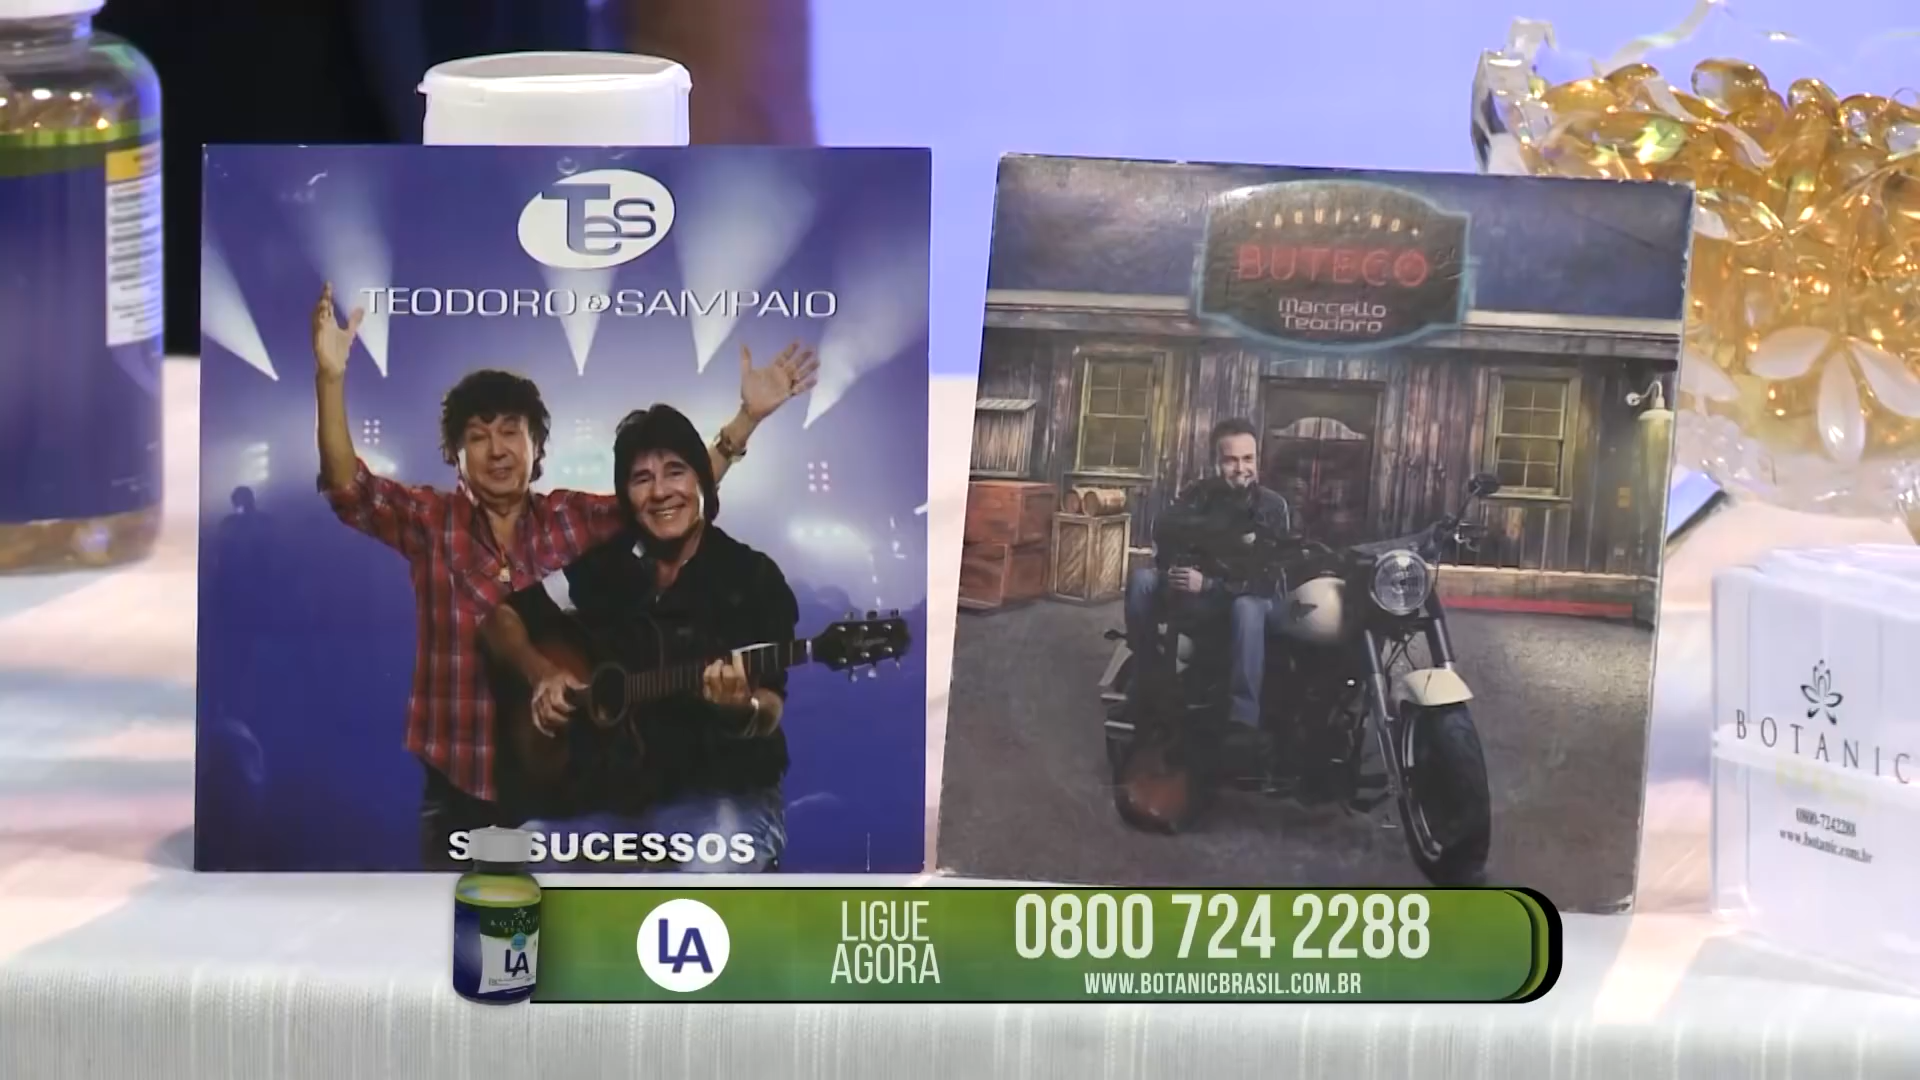 TeS
TEODORO & SAMPAIO
SUCESSOS
AQUI NO
BUTECO
Marcello
Teodoro
BOTANIC
0800-7242288
www.botanic.com.br
BOTANIC
LA
LA
LIGUE
AGORA
0800 724 2288
WWW.BOTANICBRASIL.COM.BR